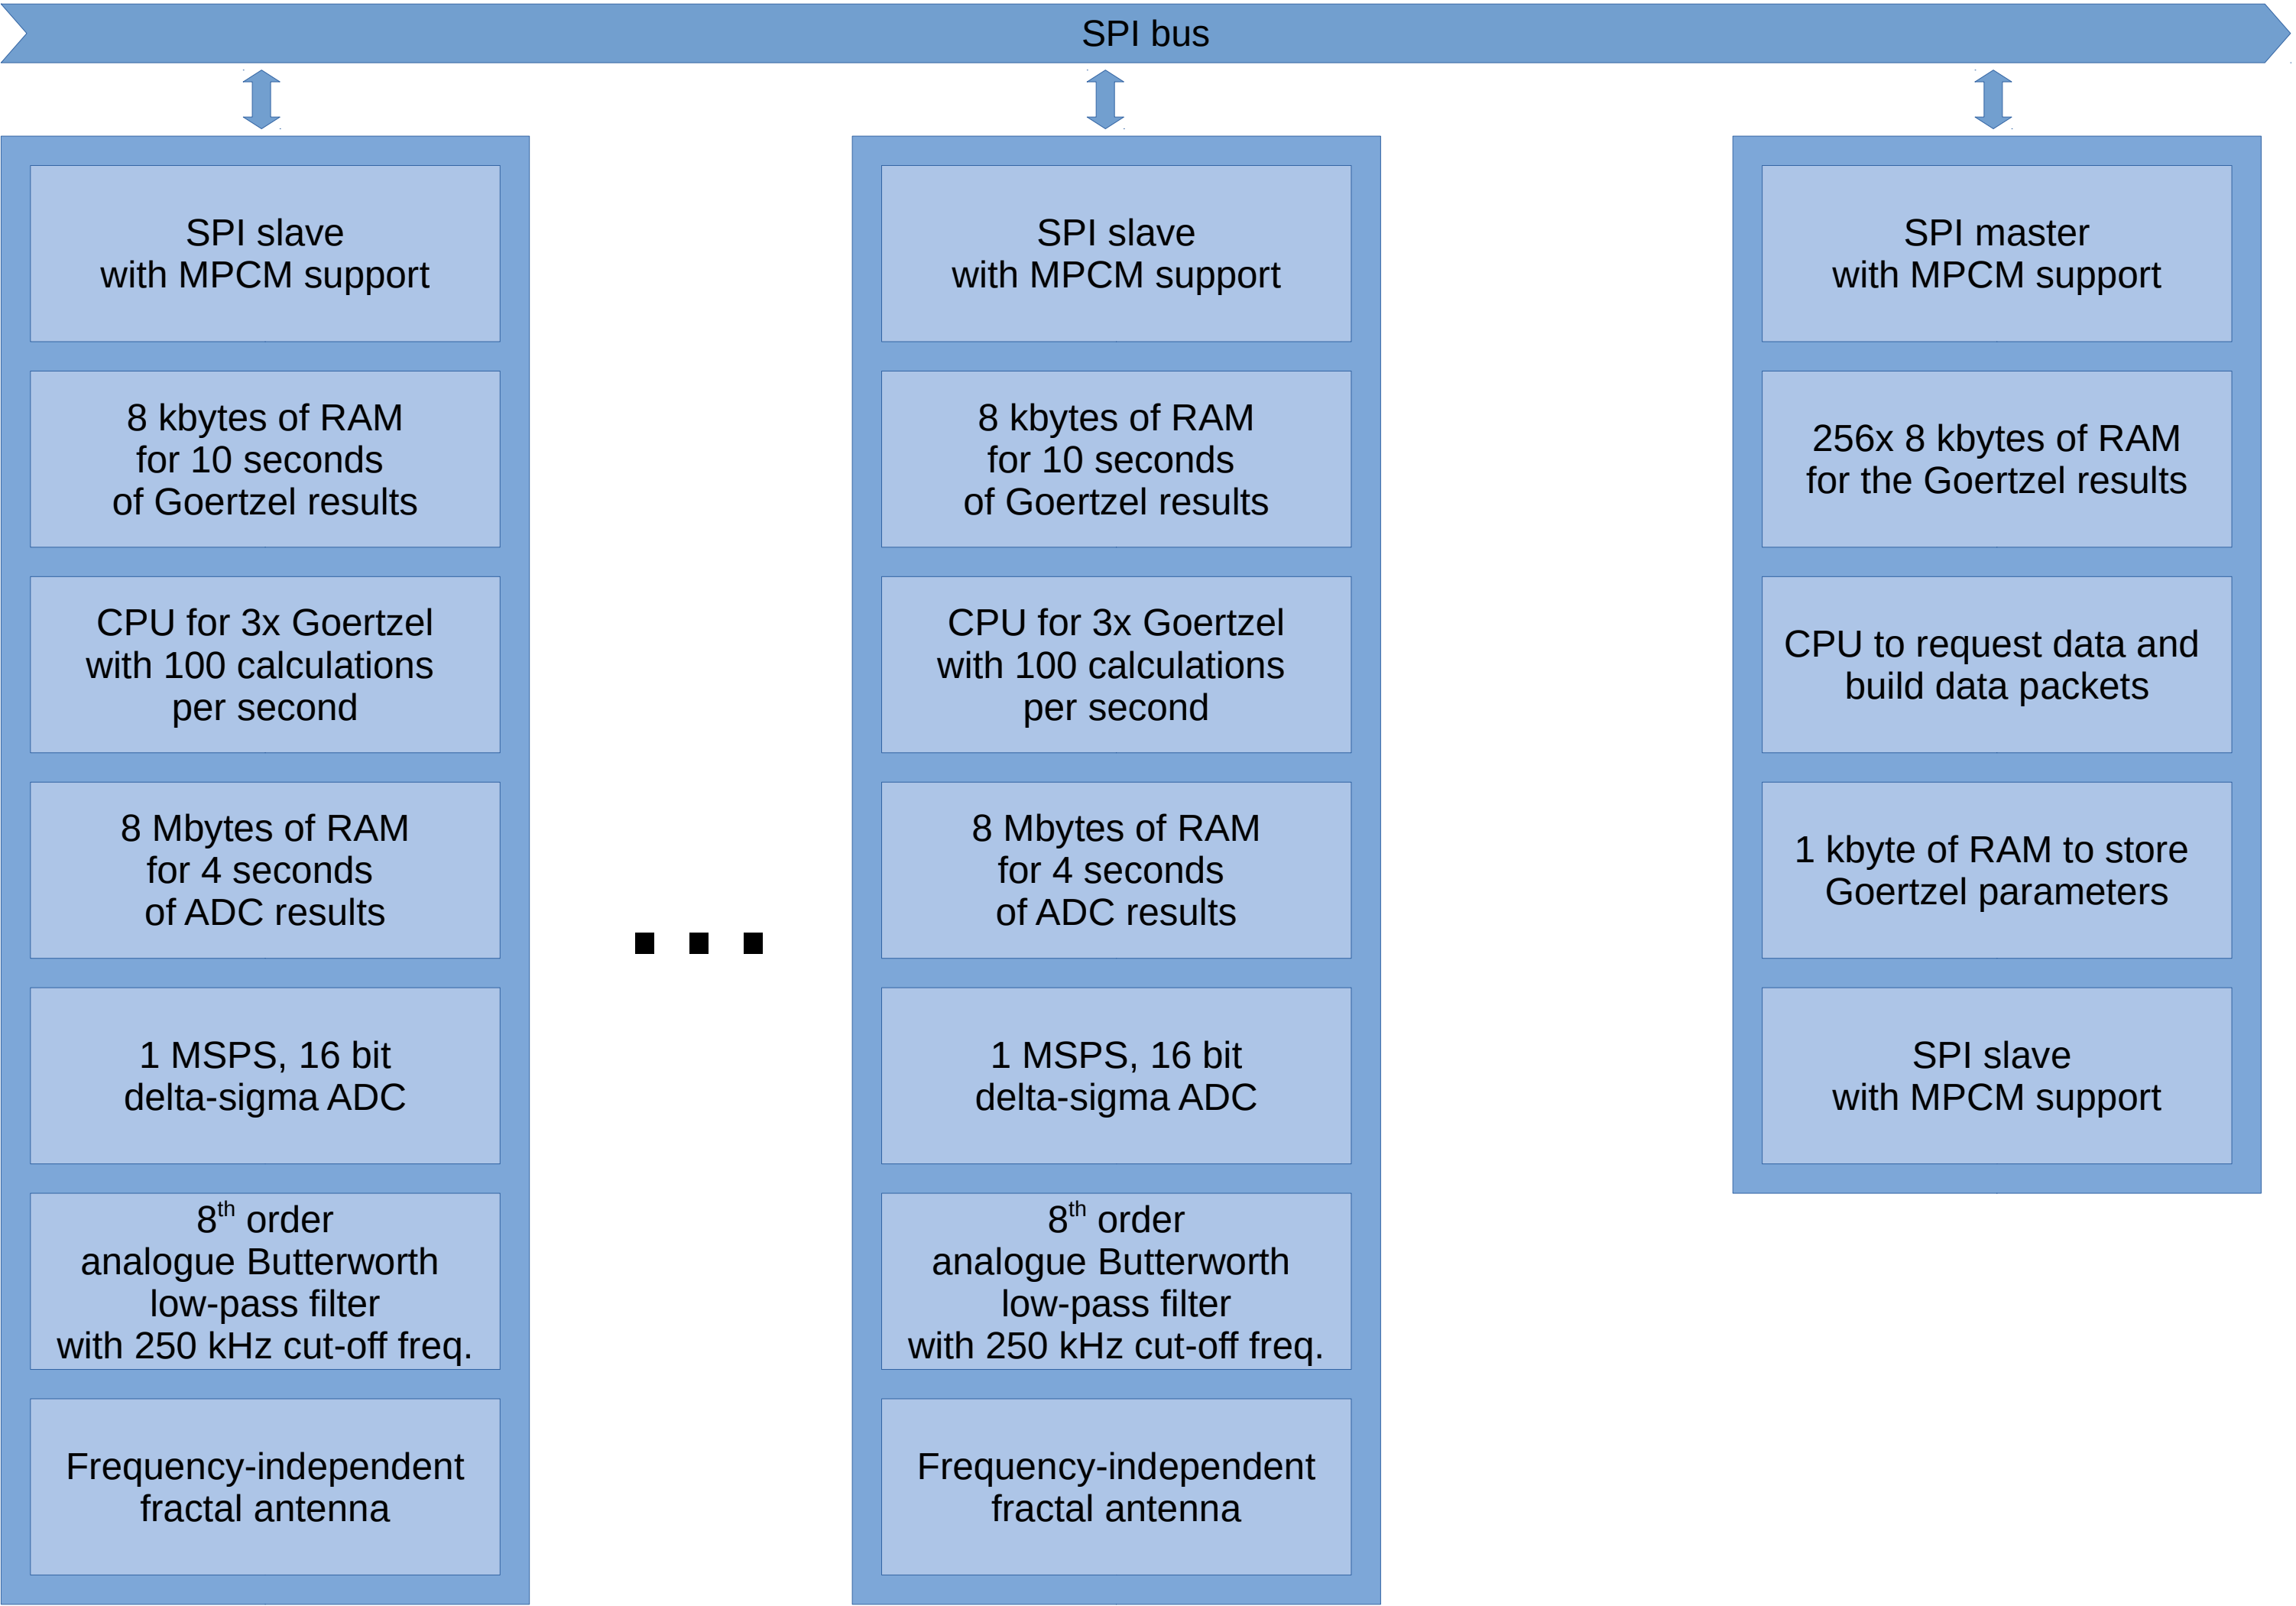 SPI bus
SPI slave
with MPCM support
8 kbytes of RAM
for 10 seconds
of Goertzel results
CPU for 3x Goertzel
with 100 calculations
per second
8 Mbytes of RAM
for 4 seconds
of ADC results
1 MSPS, 16 bit
delta-sigma ADC
8th order
analogue Butterworth
low-pass filter
with 250 kHz cut-off freq.
Frequency-independent
fractal antenna
...
SPI slave
with MPCM support
8 kbytes of RAM
for 10 seconds
of Goertzel results
CPU for 3x Goertzel
with 100 calculations
per second
8 Mbytes of RAM
for 4 seconds
of ADC results
1 MSPS, 16 bit
delta-sigma ADC
8th order
analogue Butterworth
low-pass filter
with 250 kHz cut-off freq.
Frequency-independent
fractal antenna
SPI master
with MPCM support
256x 8 kbytes of RAM
for the Goertzel results
CPU to request data and
build data packets
1 kbyte of RAM to store
Goertzel parameters
SPI slave
with MPCM support